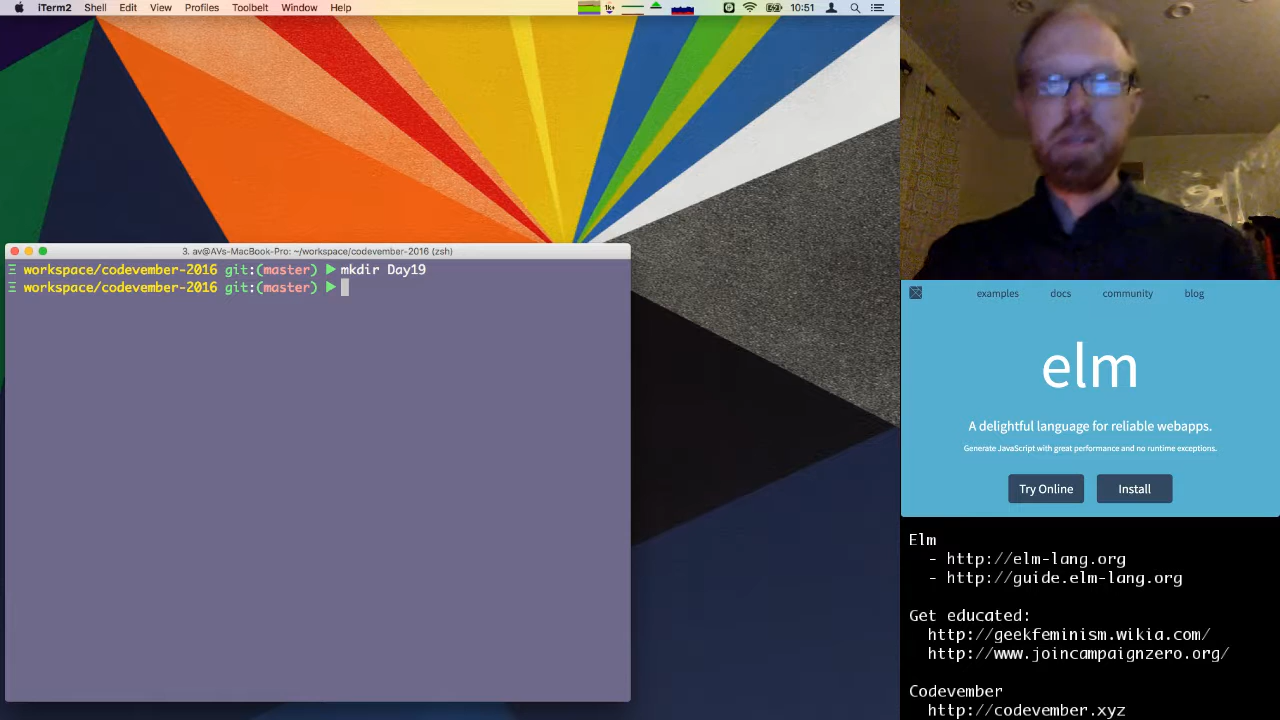 iTerm2 Shell Edit View Profiles Toolbelt Window Help 1k+ 10:51
3. av@AVs-MacBook-Pro: ~/workspace/codevember-2016 (zsh)
Ξ workspace/codevember-2016 git:(master) ▶ mkdir Day19
Ξ workspace/codevember-2016 git:(master) ▶
examples docs community blog
elm
A delightful language for reliable webapps.
Generate JavaScript with great performance and no runtime exceptions.
Try Online Install
Elm
- http://elm-lang.org
- http://guide.elm-lang.org
Get educated:
http://geekfeminism.wikia.com/
http://www.joincampaignzero.org/
Codevember
http://codevember.xyz